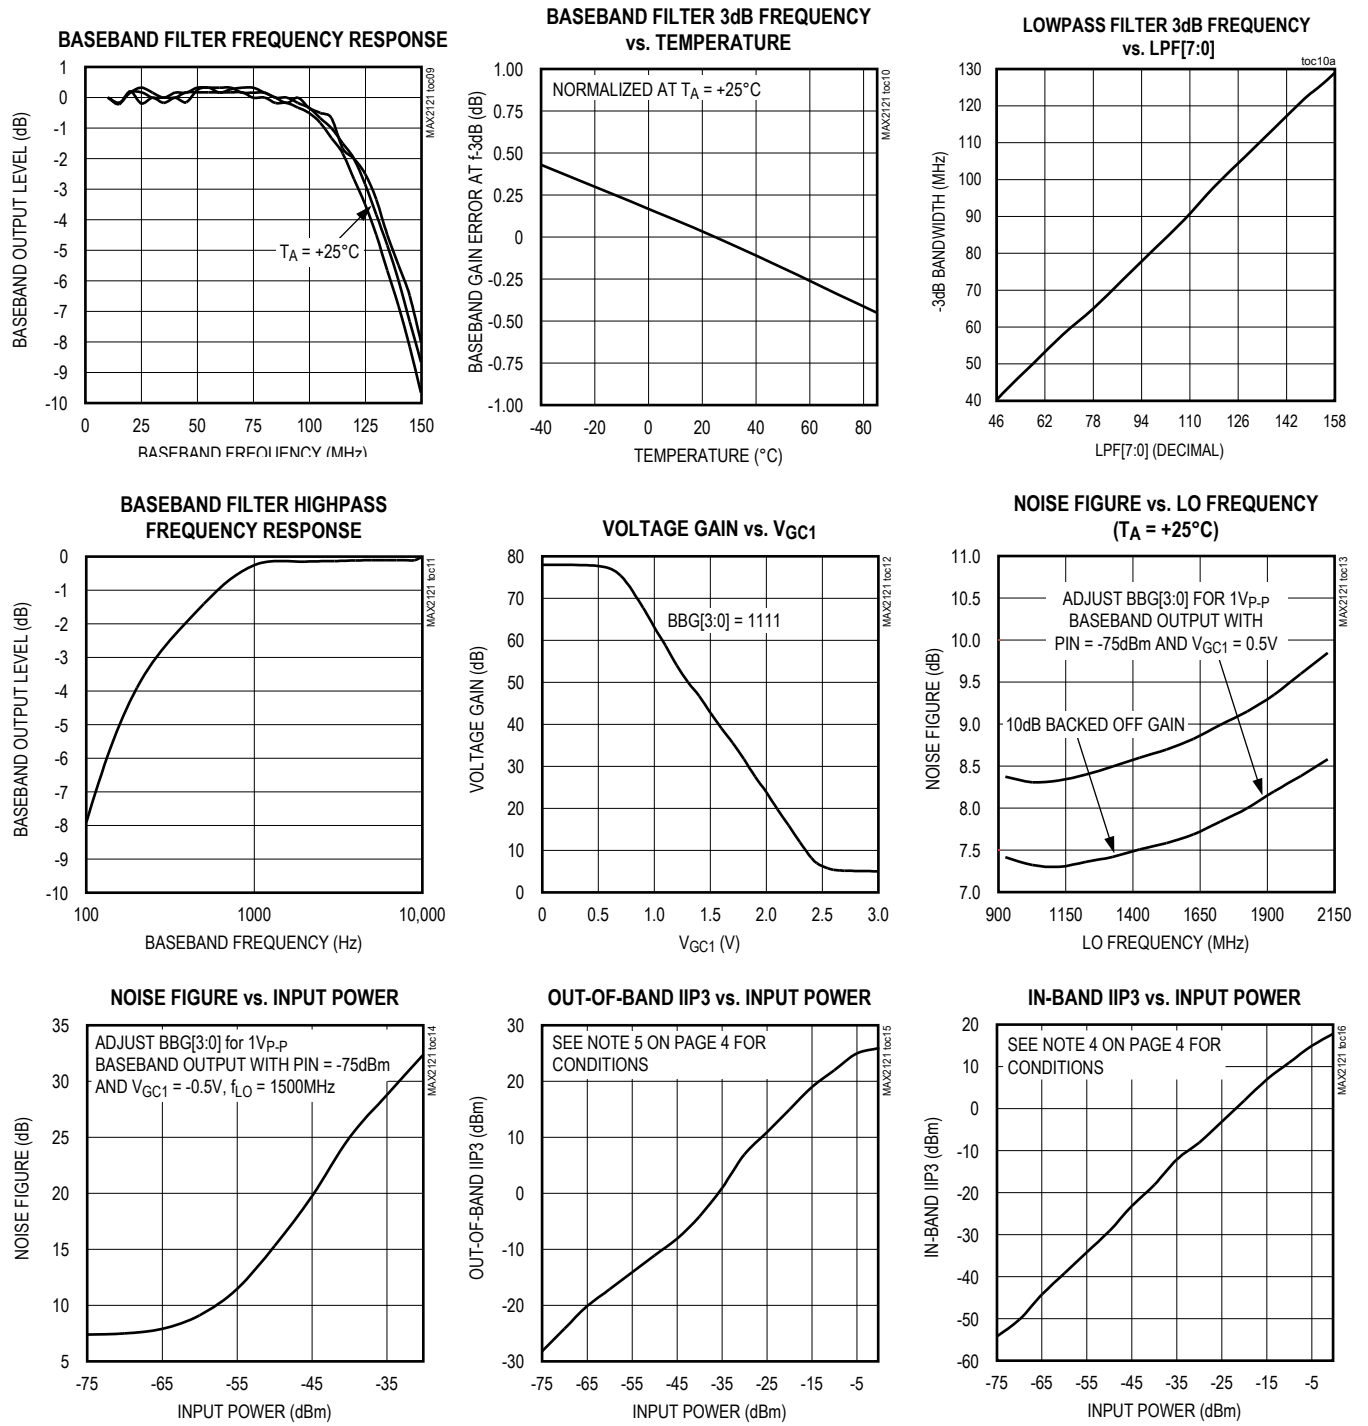 BASEBAND FILTER FREQUENCY RESPONSE
MAX2121 toc09
BASEBAND OUTPUT LEVEL (dB)
1
0
-1
-2
-3
-4
-5
-6
-7
-8
-9
-10
TA = +25°C
0 25 50 75 100 125 150
BASEBAND FREQUENCY (MHz)
BASEBAND FILTER 3dB FREQUENCY
vs. TEMPERATURE
MAX2121 toc10
BASEBAND GAIN ERROR AT f-3dB (dB)
1.00
0.75
0.50
0.25
0
-0.25
-0.50
-0.75
-1.00
NORMALIZED AT TA = +25°C
-40 -20 0 20 40 60 80
TEMPERATURE (°C)
LOWPASS FILTER 3dB FREQUENCY
vs. LPF[7:0]
toc10a
-3dB BANDWIDTH (MHz)
130
120
110
100
90
80
70
60
50
40
46 62 78 94 110 126 142 158
LPF[7:0] (DECIMAL)
BASEBAND FILTER HIGHPASS
FREQUENCY RESPONSE
MAX2121 toc11
BASEBAND OUTPUT LEVEL (dB)
0
-1
-2
-3
-4
-5
-6
-7
-8
-9
-10
100 1000 10,000
BASEBAND FREQUENCY (Hz)
VOLTAGE GAIN vs. VGC1
MAX2121 toc12
VOLTAGE GAIN (dB)
80
70
60
50
40
30
20
10
0
BBG[3:0] = 1111
0 0.5 1.0 1.5 2.0 2.5 3.0
VGC1 (V)
NOISE FIGURE vs. LO FREQUENCY
(TA = +25°C)
MAX2121 toc13
NOISE FIGURE (dB)
11.0
10.5
10.0
9.5
9.0
8.5
8.0
7.5
7.0
ADJUST BBG[3:0] FOR 1VP-P
BASEBAND OUTPUT WITH
PIN = -75dBm AND VGC1 = 0.5V
10dB BACKED OFF GAIN
900 1150 1400 1650 1900 2150
LO FREQUENCY (MHz)
NOISE FIGURE vs. INPUT POWER
MAX2121 toc14
NOISE FIGURE (dB)
35
30
25
20
15
10
5
ADJUST BBG[3:0] for 1VP-P
BASEBAND OUTPUT WITH PIN = -75dBm
AND VGC1 = -0.5V, fLO = 1500MHz
-75 -65 -55 -45 -35
INPUT POWER (dBm)
OUT-OF-BAND IIP3 vs. INPUT POWER
MAX2121 toc15
OUT-OF-BAND IIP3 (dBm)
30
20
10
0
-10
-20
-30
SEE NOTE 5 ON PAGE 4 FOR
CONDITIONS
-75 -65 -55 -45 -35 -25 -15 -5
INPUT POWER (dBm)
IN-BAND IIP3 vs. INPUT POWER
MAX2121 toc16
IN-BAND IIP3 (dBm)
20
10
0
-10
-20
-30
-40
-50
-60
SEE NOTE 4 ON PAGE 4 FOR
CONDITIONS
-75 -65 -55 -45 -35 -25 -15 -5
INPUT POWER (dBm)